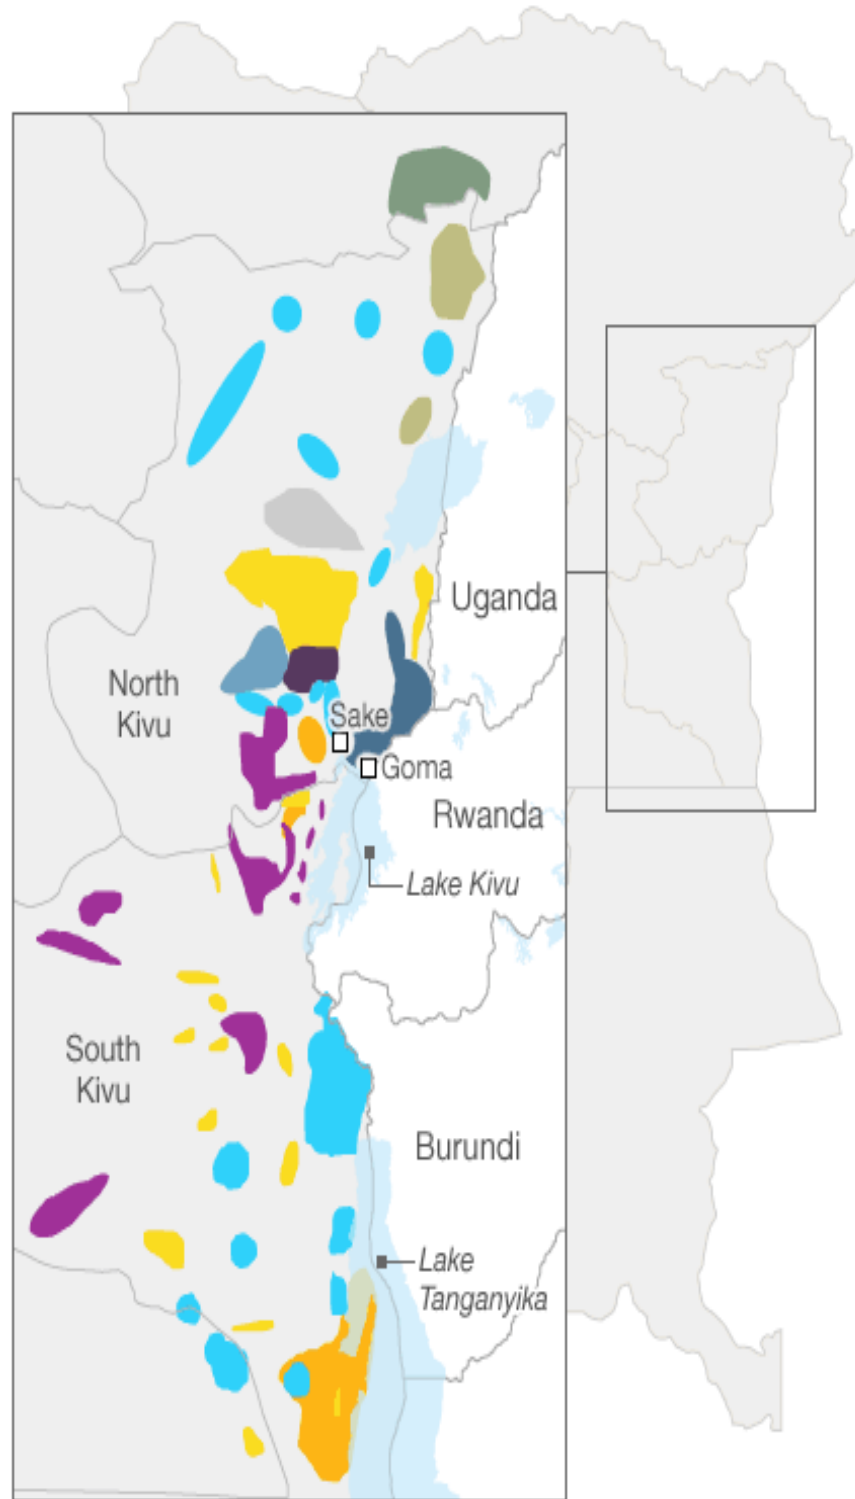 Uganda
North
Kivu
Sake
Goma
Rwanda
Lake Kivu
South
Kivu
Burundi
Lake
Tanganyika